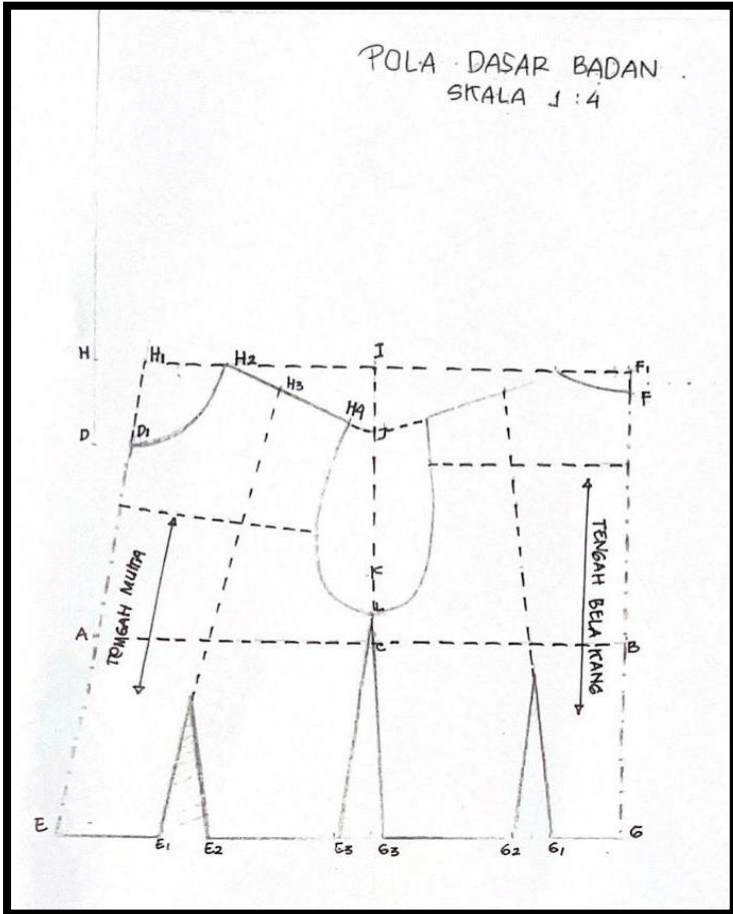 POLA DASAR BADAN
SKALA 1:4
H
H1
H2
I
F1
H3
F
H4
D
D1
J
TENGAH MUKA
TENGAH BELAKANG
K
L
A
C
B
E
E1
E2
E3
G3
G2
G1
G